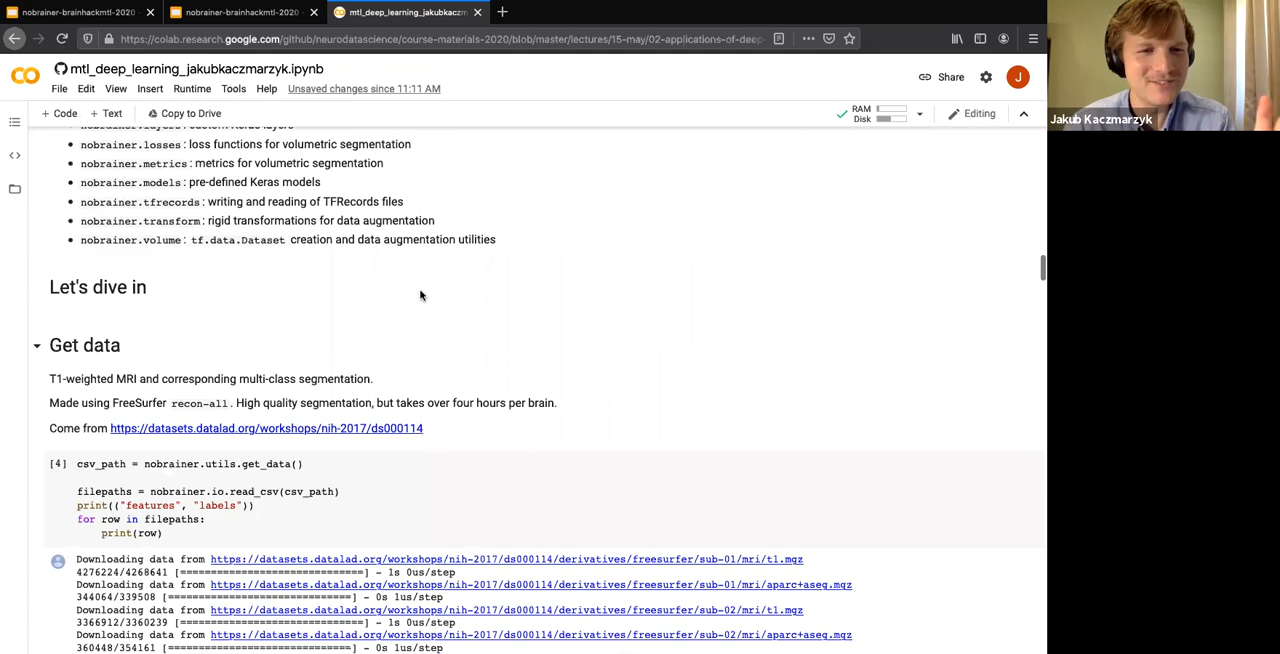 nobrainer-brainhackmtl-2020
nobrainer-brainhackmtl-2020
mtl_deep_learning_jakubkaczm
https://colab.research.google.com/github/neurodatascience/course-materials-2020/blob/master/lectures/15-may/02-applications-of-deep-
mtl_deep_learning_jakubkaczmarzyk.ipynb
File Edit View Insert Runtime Tools Help Unsaved changes since 11:11 AM
Share
J
+ Code + Text Copy to Drive
RAM
Disk
Editing
Jakub Kaczmarzyk
nobrainer.layers: custom Keras layers
nobrainer.losses: loss functions for volumetric segmentation
nobrainer.metrics: metrics for volumetric segmentation
nobrainer.models: pre-defined Keras models
nobrainer.tfrecords: writing and reading of TFRecords files
nobrainer.transform: rigid transformations for data augmentation
nobrainer.volume: tf.data.Dataset creation and data augmentation utilities
Let's dive in
Get data
T1-weighted MRI and corresponding multi-class segmentation.
Made using FreeSurfer recon-all. High quality segmentation, but takes over four hours per brain.
Come from https://datasets.datalad.org/workshops/nih-2017/ds000114
[4] csv_path = nobrainer.utils.get_data()
filepaths = nobrainer.io.read_csv(csv_path)
print(("features", "labels"))
for row in filepaths:
print(row)
Downloading data from https://datasets.datalad.org/workshops/nih-2017/ds000114/derivatives/freesurfer/sub-01/mri/t1.mgz
4276224/4268641 [==============================] - 1s 0us/step
Downloading data from https://datasets.datalad.org/workshops/nih-2017/ds000114/derivatives/freesurfer/sub-01/mri/aparc+aseg.mgz
344064/339508 [==============================] - 0s 1us/step
Downloading data from https://datasets.datalad.org/workshops/nih-2017/ds000114/derivatives/freesurfer/sub-02/mri/t1.mgz
3366912/3360239 [==============================] - 1s 0us/step
Downloading data from https://datasets.datalad.org/workshops/nih-2017/ds000114/derivatives/freesurfer/sub-02/mri/aparc+aseg.mgz
360448/354161 [==============================] - 0s 1us/step